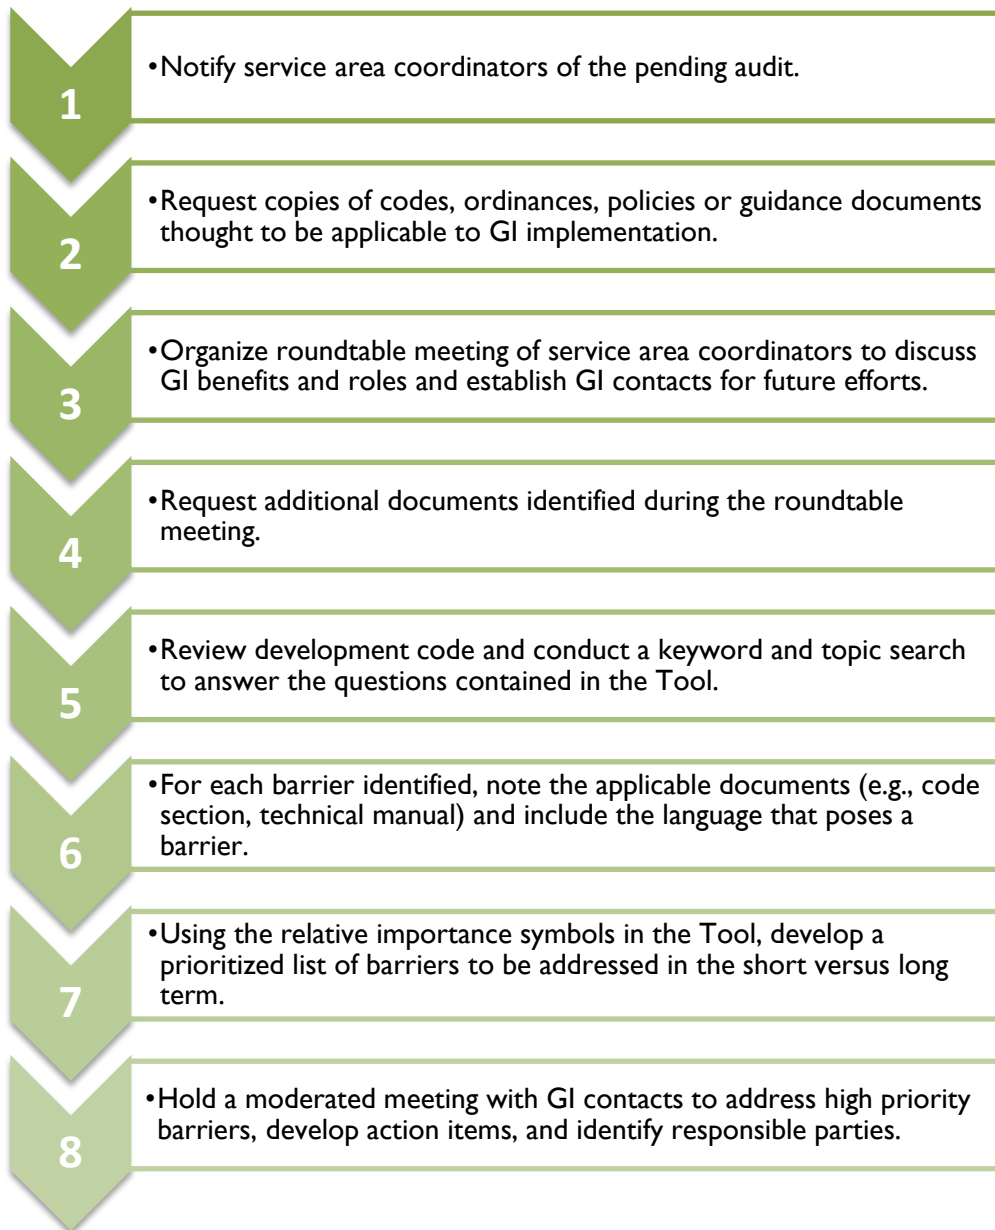 1
•Notify service area coordinators of the pending audit.
2
•Request copies of codes, ordinances, policies or guidance documents
thought to be applicable to GI implementation.
3
•Organize roundtable meeting of service area coordinators to discuss
GI benefits and roles and establish GI contacts for future efforts.
4
•Request additional documents identified during the roundtable
meeting.
5
•Review development code and conduct a keyword and topic search
to answer the questions contained in the Tool.
6
•For each barrier identified, note the applicable documents (e.g., code
section, technical manual) and include the language that poses a
barrier.
7
•Using the relative importance symbols in the Tool, develop a
prioritized list of barriers to be addressed in the short versus long
term.
8
•Hold a moderated meeting with GI contacts to address high priority
barriers, develop action items, and identify responsible parties.